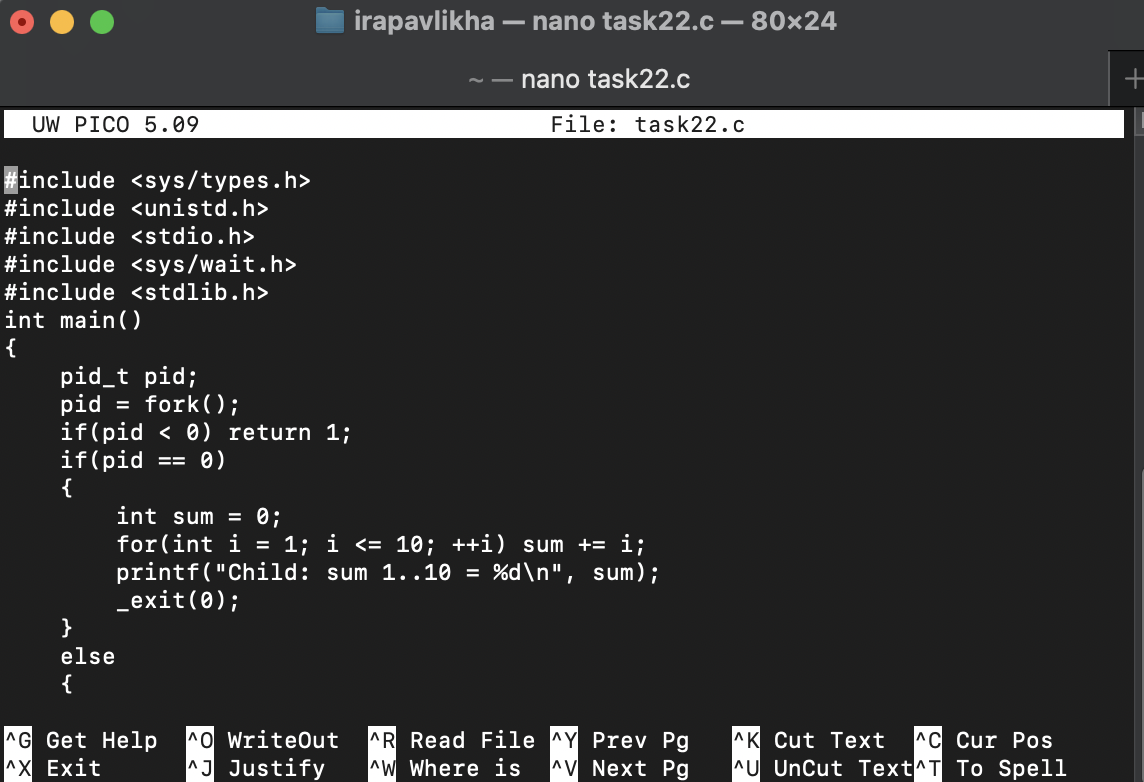 irapavlikha — nano task22.c — 80×24
~ — nano task22.c
+
UW PICO 5.09 File: task22.c
#include <sys/types.h>
#include <unistd.h>
#include <stdio.h>
#include <sys/wait.h>
#include <stdlib.h>
int main()
{
    pid_t pid;
    pid = fork();
    if(pid < 0) return 1;
    if(pid == 0)
    {
        int sum = 0;
        for(int i = 1; i <= 10; ++i) sum += i;
        printf("Child: sum 1..10 = %d\n", sum);
        _exit(0);
    }
    else
    {
^G Get Help ^O WriteOut ^R Read File ^Y Prev Pg ^K Cut Text ^C Cur Pos
^X Exit ^J Justify ^W Where is ^V Next Pg ^U UnCut Text ^T To Spell